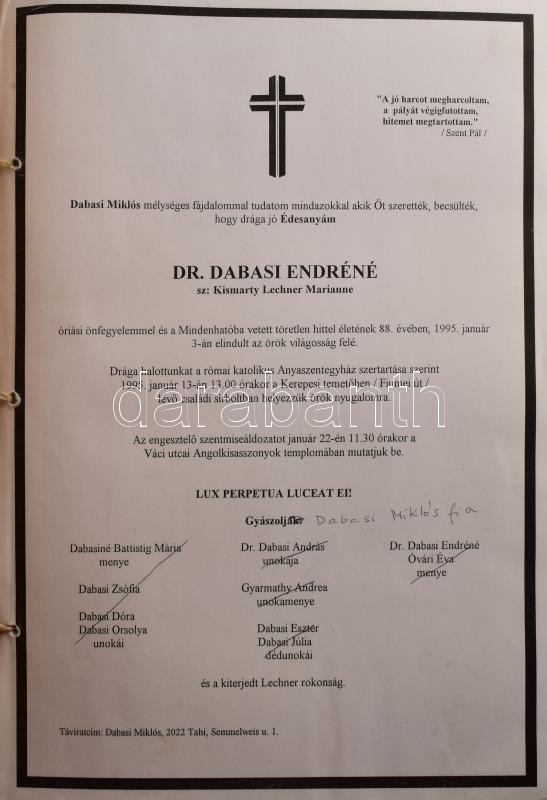 "A jó harcot megharcoltam,
a pályát végigfutottam,
hitemet megtartottam."
/ Szent Pál /
Dabasi Miklós mélységes fájdalommal tudatom mindazokkal akik Őt szerették, becsülték,
hogy drága jó Édesanyám
DR. DABASI ENDRÉNÉ
sz: Kismarty Lechner Marianne
óriási önfegyelemmel és a Mindenhatóba vetett töretlen hittel életének 88. évében, 1995. január
3-án elindult az örök világosság felé.
Drága halottunkat a római katolikus Anyaszentegyház szertartása szerint
1995. január 13-án 13.00 órakor a Kerepesi temetőben / Fiumei út /
lévő családi sírboltban helyezzük örök nyugalomra.
darabanth
Az engesztelő szentmiseáldozatot január 22-én 11.30 órakor a
Váci utcai Angolkisasszonyok templomában mutatjuk be.
LUX PERPETUA LUCEAT EI!
Gyászolják: Dabasi Miklós fia
Dabasiné Battistig Mária
menye
Dabasi Zsófia
Dabasi Dóra
Dabasi Orsolya
unokái
Dr. Dabasi András
unokája
Gyarmathy Andrea
unokamenye
Dabasi Eszter
Dabasi Júlia
dédunokái
Dr. Dabasi Endréné
Óvári Éva
menye
és a kiterjedt Lechner rokonság.
Táviratcím: Dabasi Miklós, 2022 Tahi, Semmelweis u. 1.